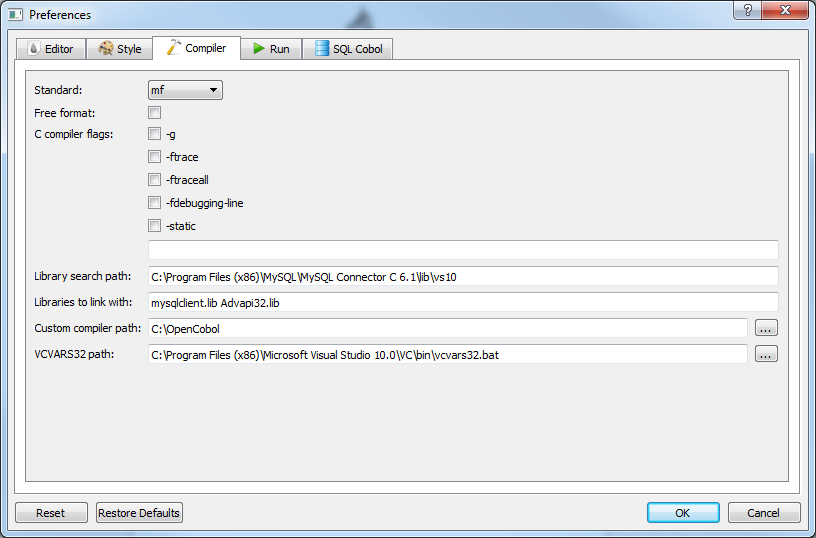 Preferences
?
Editor Style Compiler Run SQL Cobol
Standard: mf
Free format:
C compiler flags: -g
-ftrace
-ftraceall
-fdebugging-line
-static
Library search path: C:\Program Files (x86)\MySQL\MySQL Connector C 6.1\lib\vs10
Libraries to link with: mysqlclient.lib Advapi32.lib
Custom compiler path: C:\OpenCobol ...
VCVARS32 path: C:\Program Files (x86)\Microsoft Visual Studio 10.0\VC\bin\vcvars32.bat ...
Reset Restore Defaults OK Cancel